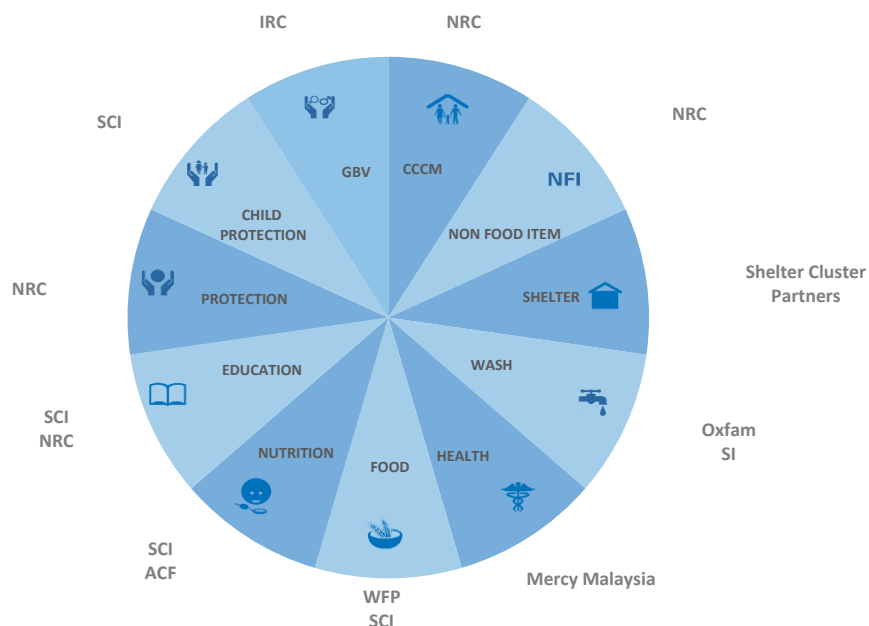 IRC
NRC
SCI
NRC
GBV
CCCM
NFI
CHILD
PROTECTION
NON FOOD ITEM
NRC
PROTECTION
SHELTER
Shelter Cluster
Partners
EDUCATION
WASH
SCI
NRC
Oxfam
SI
NUTRITION
FOOD
HEALTH
SCI
ACF
WFP
SCI
Mercy Malaysia